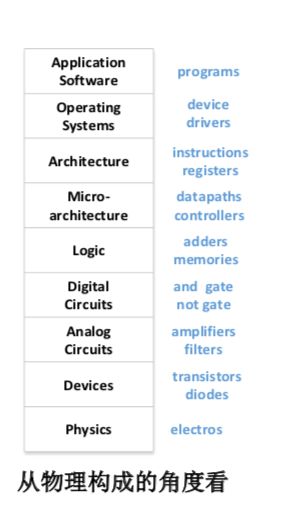 Application
Software
programs
Operating
Systems
device
drivers
Architecture
instructions
registers
Micro-
architecture
datapaths
controllers
Logic
adders
memories
Digital
Circuits
and gate
not gate
Analog
Circuits
amplifiers
filters
Devices
transistors
diodes
Physics
electros
从物理构成的角度看